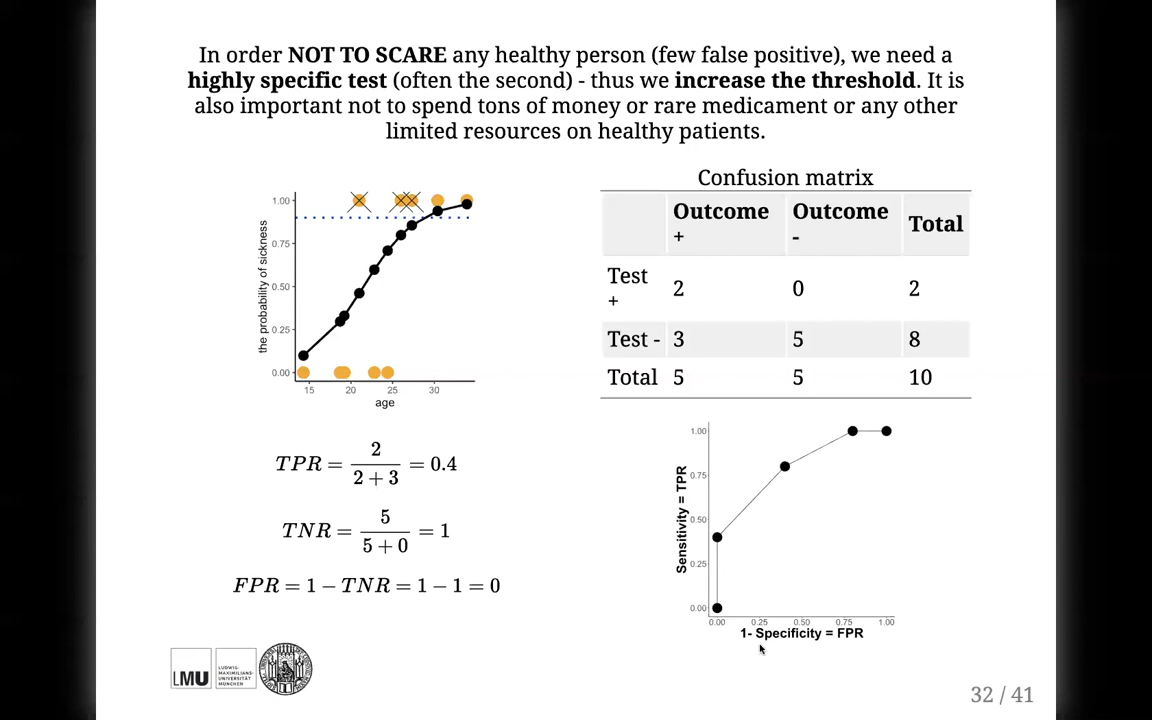 In order NOT TO SCARE any healthy person (few false positive), we need a
highly specific test (often the second) - thus we increase the threshold. It is
also important not to spend tons of money or rare medicament or any other
limited resources on healthy patients.
1.00
0.75
0.50
0.25
0.00
the probability of sickness
15 20 25 30
age
Confusion matrix
Outcome + Outcome - Total
Test + 2 0 2
Test - 3 5 8
Total 5 5 10
TPR = 2 / (2 + 3) = 0.4
TNR = 5 / (5 + 0) = 1
FPR = 1 − TNR = 1 − 1 = 0
1.00
0.75
0.50
0.25
0.00
Sensitivity = TPR
0.00 0.25 0.50 0.75 1.00
1- Specificity = FPR
LMU
LUDWIG-
MAXIMILIANS-
UNIVERSITÄT
MÜNCHEN
32 / 41